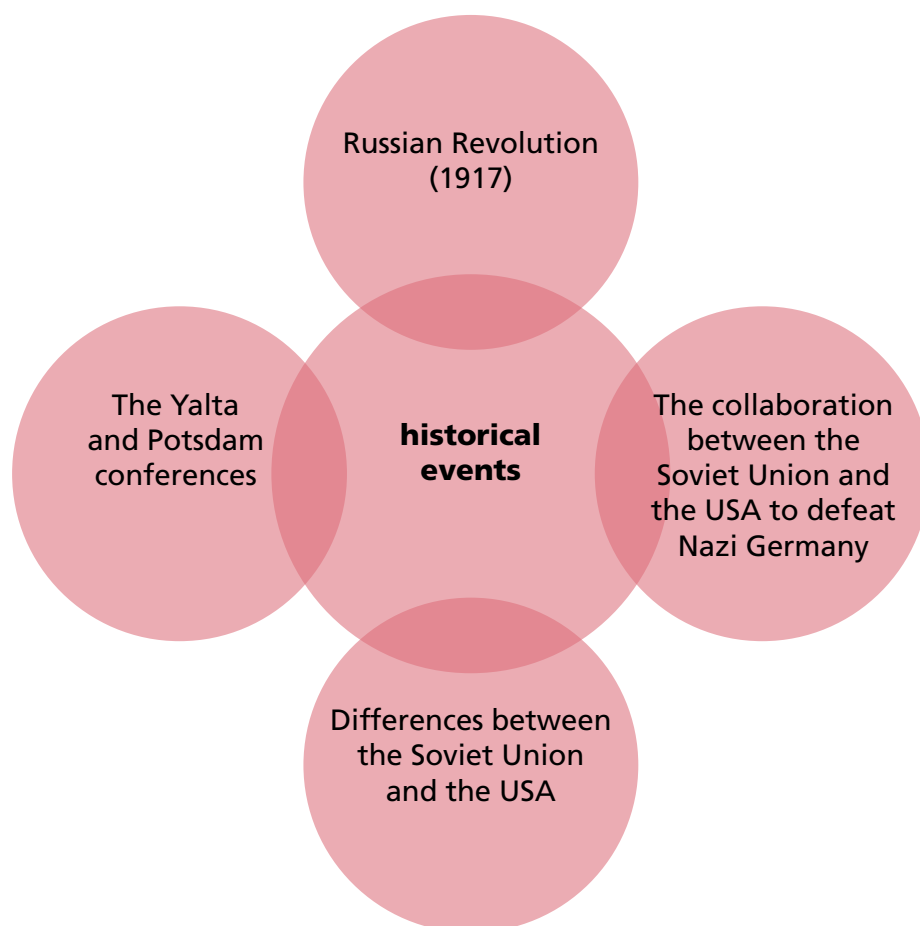 Russian Revolution
(1917)
The Yalta
and Potsdam
conferences
historical
events
The collaboration
between the
Soviet Union and
the USA to defeat
Nazi Germany
Differences between
the Soviet Union
and the USA